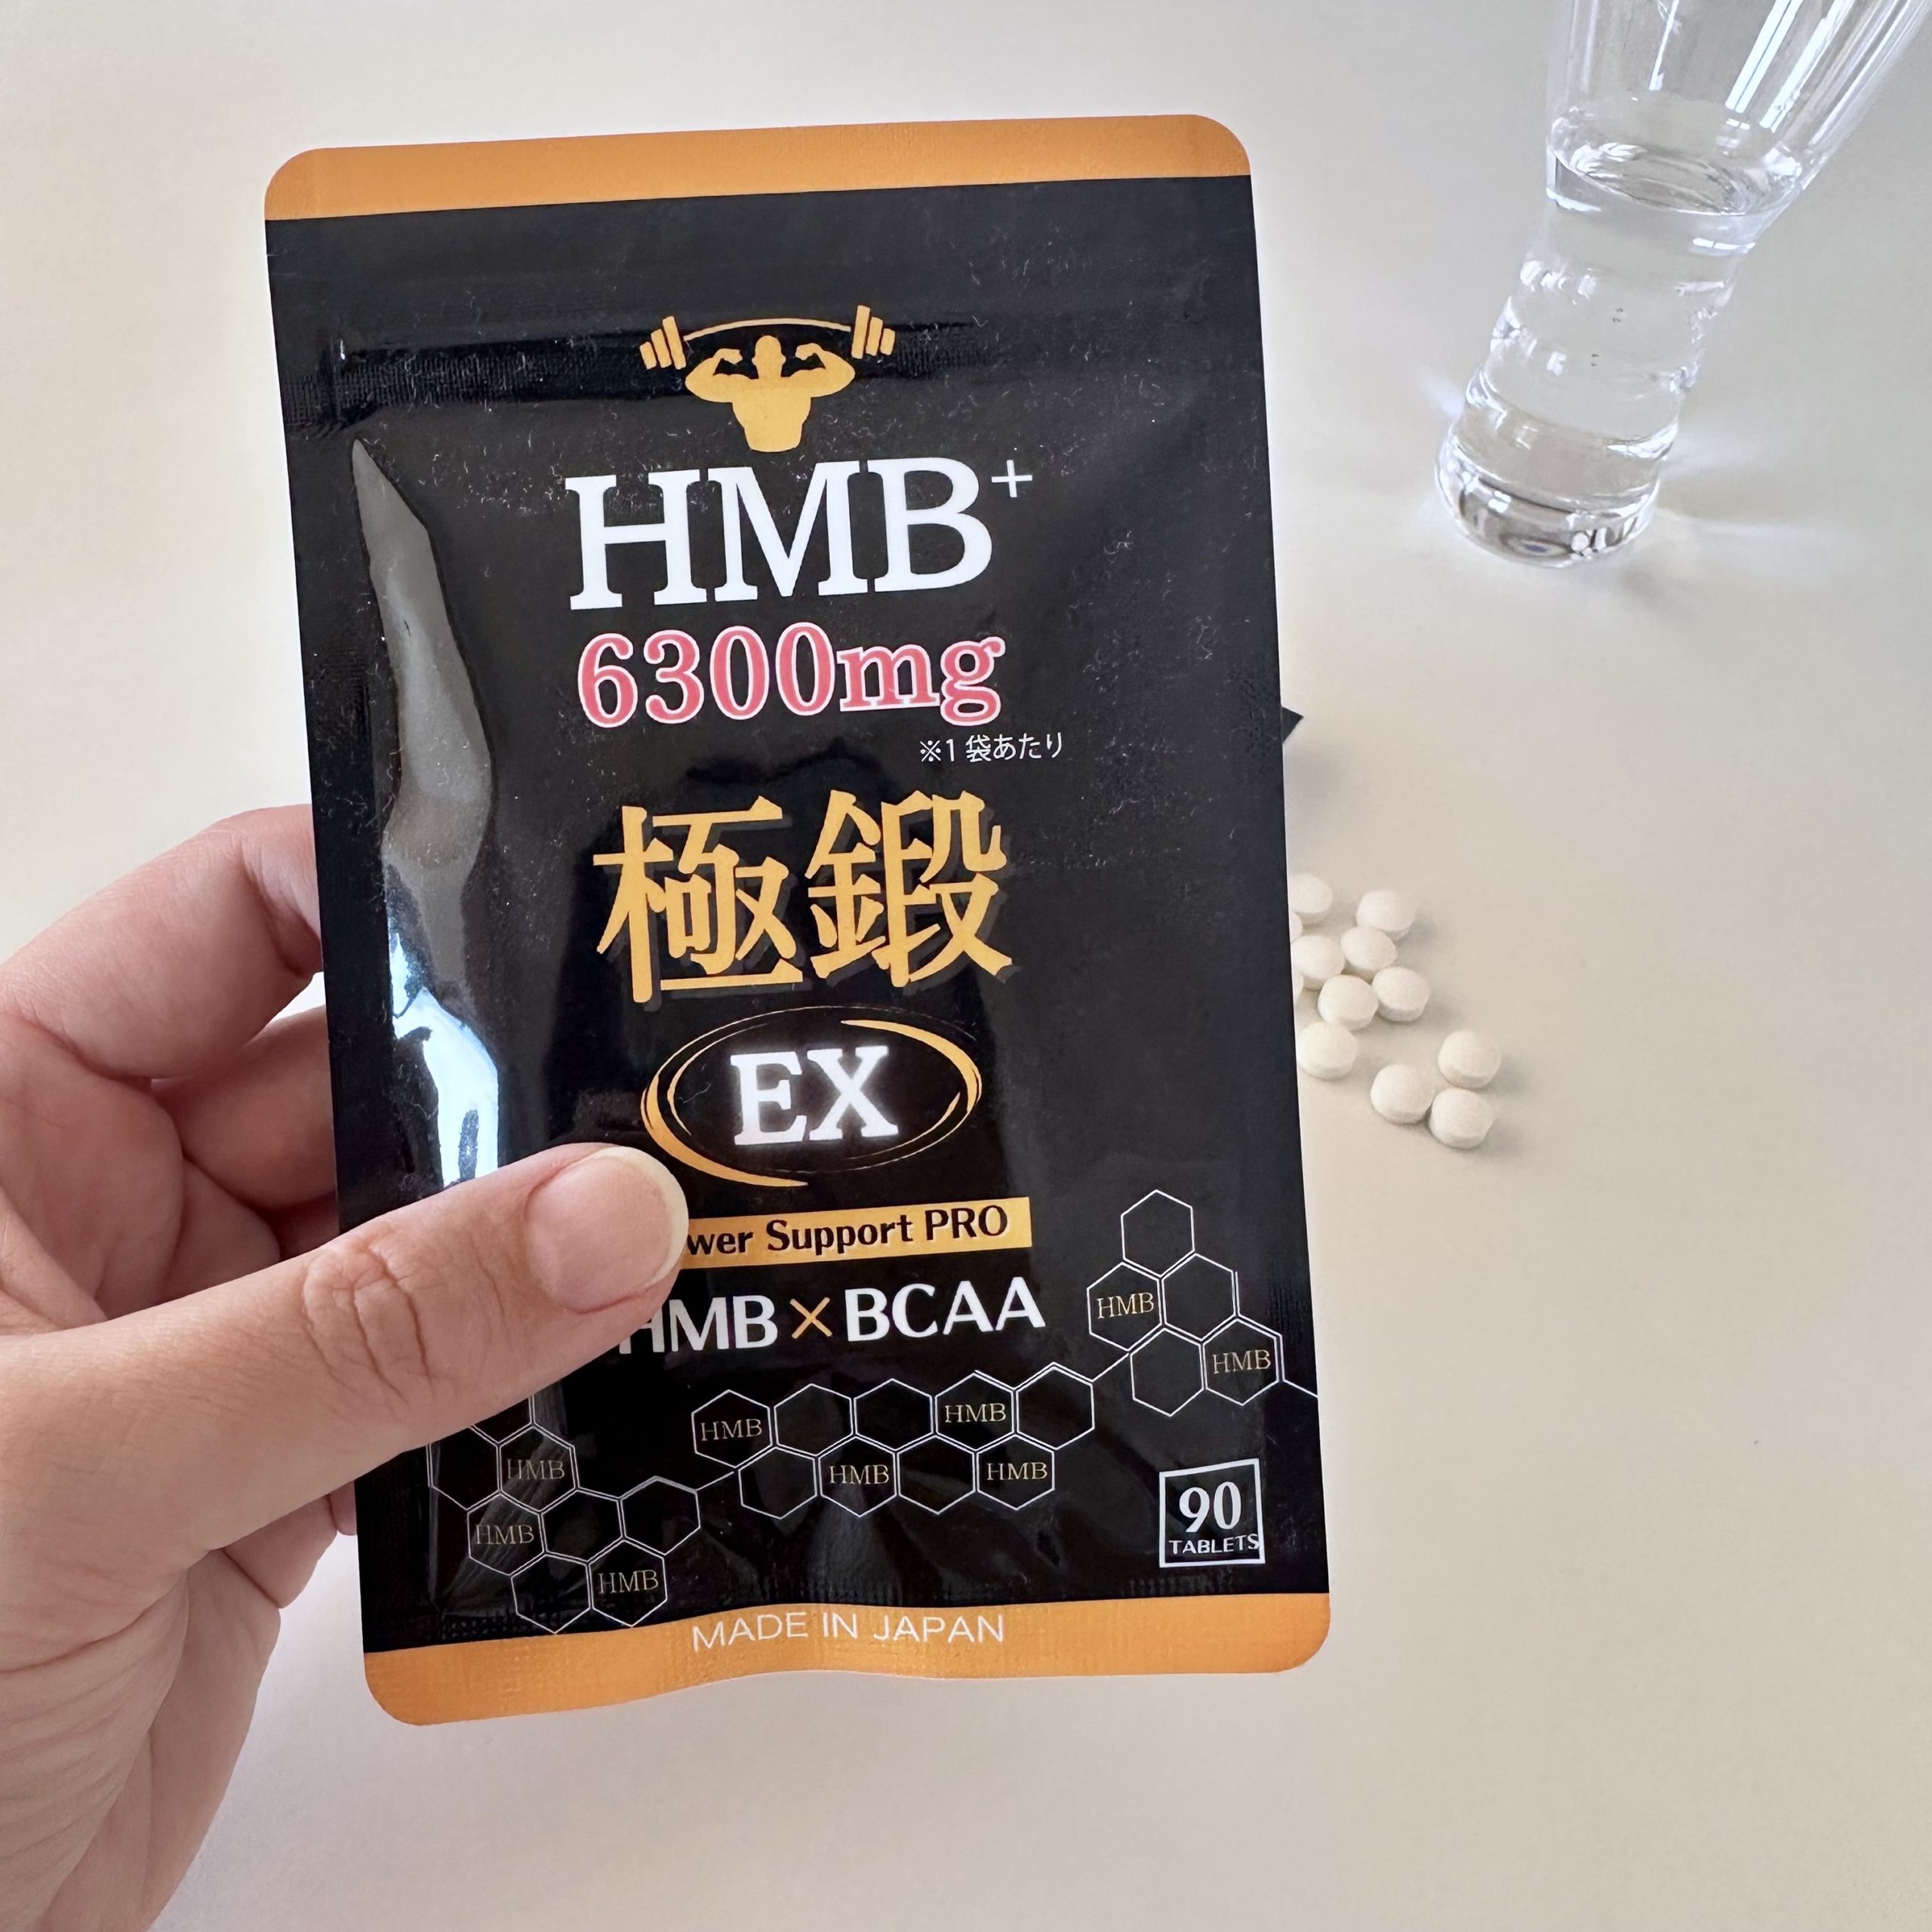 HMB+
6300mg
※1 袋あたり
極鍛
EX
wer Support PRO
HMB×BCAA
HMB
HMB
HMB
HMB
HMB
HMB
HMB
HMB
HMB
90
TABLETS
MADE IN JAPAN